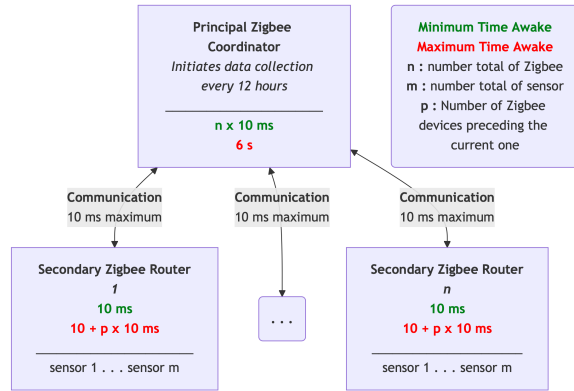 Principal Zigbee
Coordinator
Initiates data collection
every 12 hours
n x 10 ms
6 s
Minimum Time Awake
Maximum Time Awake
n : number total of Zigbee
m : number total of sensor
p : Number of Zigbee
devices preceding the
current one
Communication
10 ms maximum
Communication
10 ms maximum
Communication
10 ms maximum
Secondary Zigbee Router
1
10 ms
10 + p x 10 ms
sensor 1 . . . sensor m
. . .
Secondary Zigbee Router
n
10 ms
10 + p x 10 ms
sensor 1 . . . sensor m